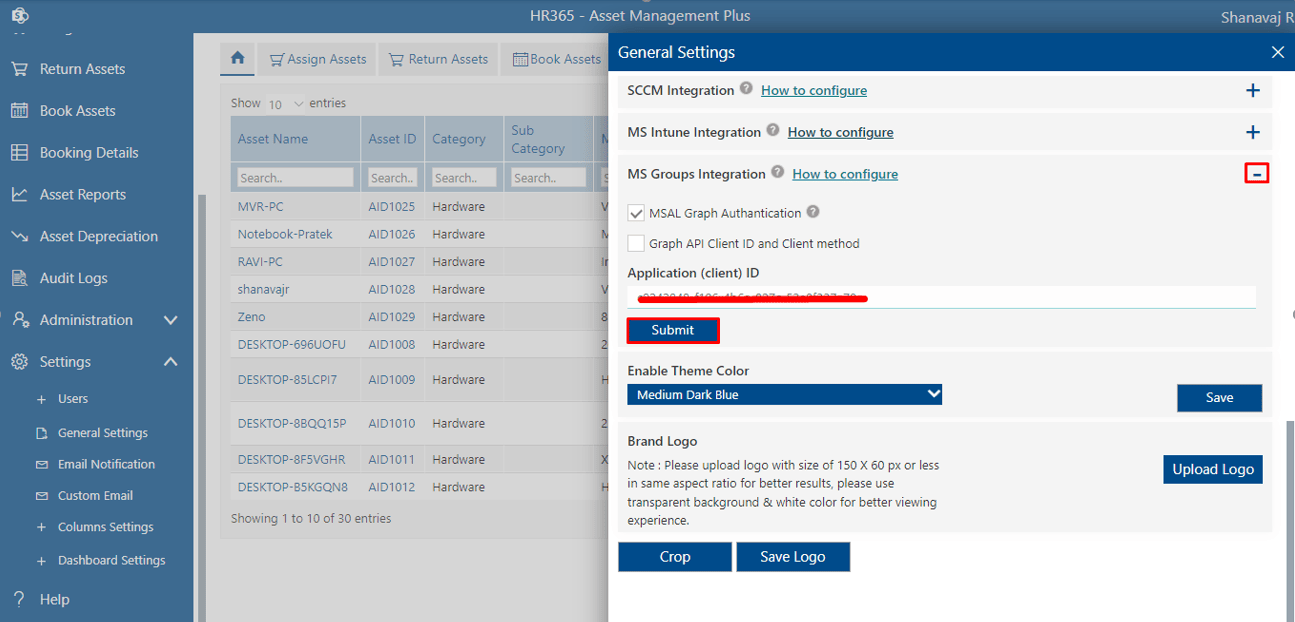 HR365 - Asset Management Plus
Shanavaj R
Return Assets
Book Assets
Booking Details
Asset Reports
Asset Depreciation
Audit Logs
Administration
Settings
Users
General Settings
Email Notification
Custom Email
Columns Settings
Dashboard Settings
Help
Assign Assets
Return Assets
Book Assets
Show 10 entries
Asset Name Asset ID Category Sub Category M
Search.. Search.. Search.. Search.. S
MVR-PC AID1025 Hardware V
Notebook-Pratek AID1026 Hardware M
RAVI-PC AID1027 Hardware In
shanavajr AID1028 Hardware V
Zeno AID1029 Hardware 8
DESKTOP-696UOFU AID1008 Hardware 2
DESKTOP-85LCPI7 AID1009 Hardware H
DESKTOP-8BQQ15P AID1010 Hardware 2
DESKTOP-8F5VGHR AID1011 Hardware X
DESKTOP-B5KGQN8 AID1012 Hardware H
Showing 1 to 10 of 30 entries
General Settings
SCCM Integration How to configure
MS Intune Integration How to configure
MS Groups Integration How to configure
MSAL Graph Authantication
Graph API Client ID and Client method
Application (client) ID
Submit
Enable Theme Color
Medium Dark Blue
Save
Brand Logo
Note : Please upload logo with size of 150 X 60 px or less
in same aspect ratio for better results, please use
transparent background & white color for better viewing
experience.
Upload Logo
Crop
Save Logo